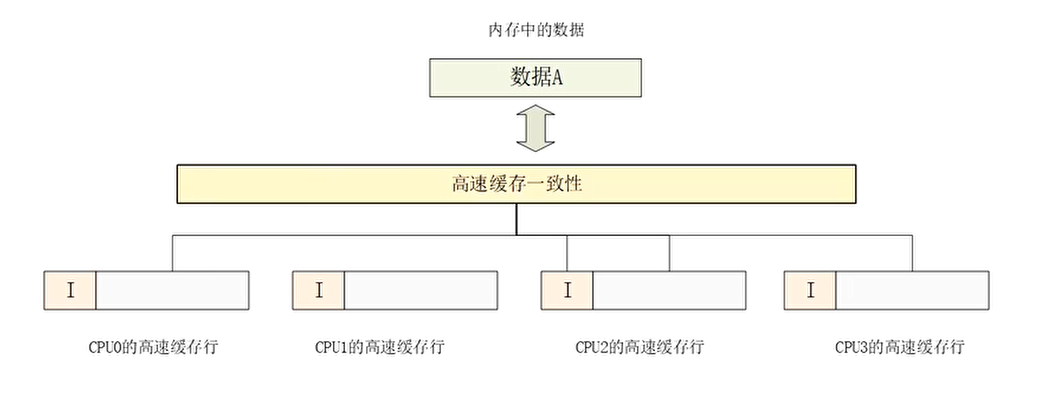 内存中的数据
数据A
高速缓存一致性
I
I
I
I
CPU0的高速缓存行
CPU1的高速缓存行
CPU2的高速缓存行
CPU3的高速缓存行